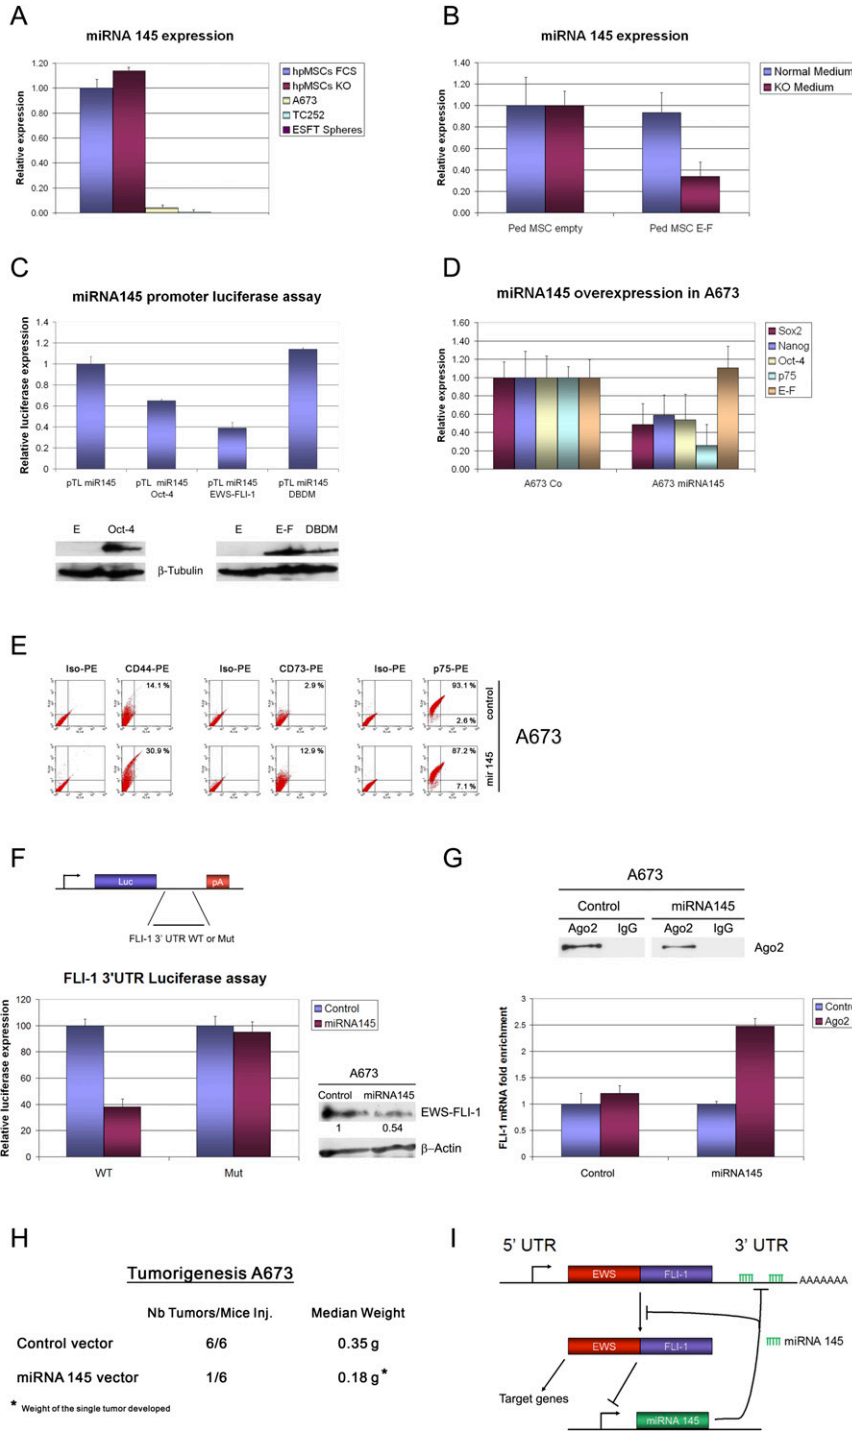 A
miRNA 145 expression
Relative expression
1.20
1.00
0.80
0.60
0.40
0.20
0.00
hpMSCs FCS
hpMSCs KO
A673
TC252
ESFT Spheres
B
miRNA 145 expression
Relative expression
1.40
1.20
1.00
0.80
0.60
0.40
0.20
0.00
Ped MSC empty
Ped MSC E-F
Normal Medium
KO Medium
C
miRNA145 promoter luciferase assay
Relative luciferase expression
1.4
1.2
1
0.8
0.6
0.4
0.2
0
pTL miR145
pTL miR145 Oct-4
pTL miR145 EWS-FLI-1
pTL miR145 DBDM
E Oct-4
E E-F DBDM
β-Tubulin
D
miRNA145 overexpression in A673
Relative expression
1.60
1.40
1.20
1.00
0.80
0.60
0.40
0.20
0.00
A673 Co
A673 miRNA145
Sox2
Nanog
Oct-4
p75
E-F
E
Iso-PE CD44-PE Iso-PE CD73-PE Iso-PE p75-PE
14.1 % 2.9 % 93.1 %
2.6 %
control
30.9 % 12.9 % 87.2 %
7.1 %
mir 145
A673
F
Luc pA
FLI-1 3' UTR WT or Mut
FLI-1 3'UTR Luciferase assay
Relative luciferase expression
120
100
80
60
40
20
0
WT Mut
Control
miRNA145
A673
Control miRNA145
EWS-FLI-1
1 0.54
β–Actin
G
A673
Control miRNA145
Ago2 IgG Ago2 IgG
Ago2
FLI-1 mRNA fold enrichment
3
2.5
2
1.5
1
0.5
0
Control miRNA145
Contr
Ago2
H
Tumorigenesis A673
Nb Tumors/Mice Inj. Median Weight
Control vector 6/6 0.35 g
miRNA 145 vector 1/6 0.18 g*
* Weight of the single tumor developed
I
5' UTR 3' UTR
EWS FLI-1
AAAAAAA
miRNA 145
EWS FLI-1
Target genes
miRNA 145